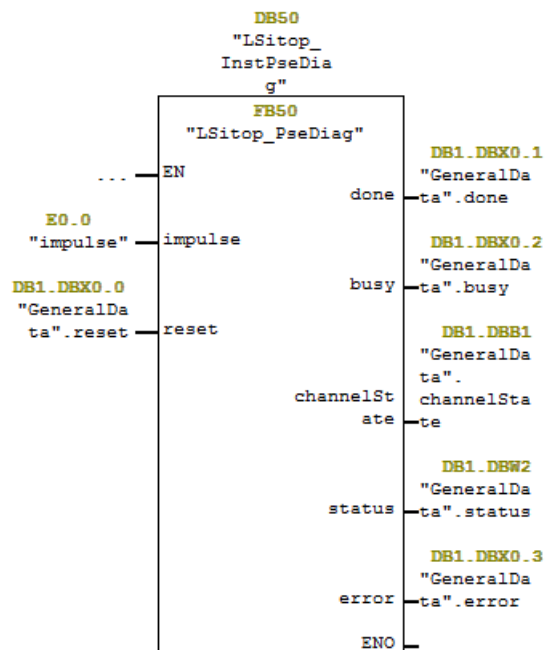 DB50
"LSitop_
InstPseDia
g"
FB50
"LSitop_PseDiag"
... EN
E0.0
"impulse" impulse
DB1.DBX0.0
"GeneralDa
ta".reset reset
DB1.DBX0.1
"GeneralDa
done ta".done
DB1.DBX0.2
"GeneralDa
busy ta".busy
DB1.DBB1
"GeneralDa
ta".
channelSt channelSta
ate te
DB1.DBW2
"GeneralDa
status ta".status
DB1.DBX0.3
"GeneralDa
error ta".error
ENO